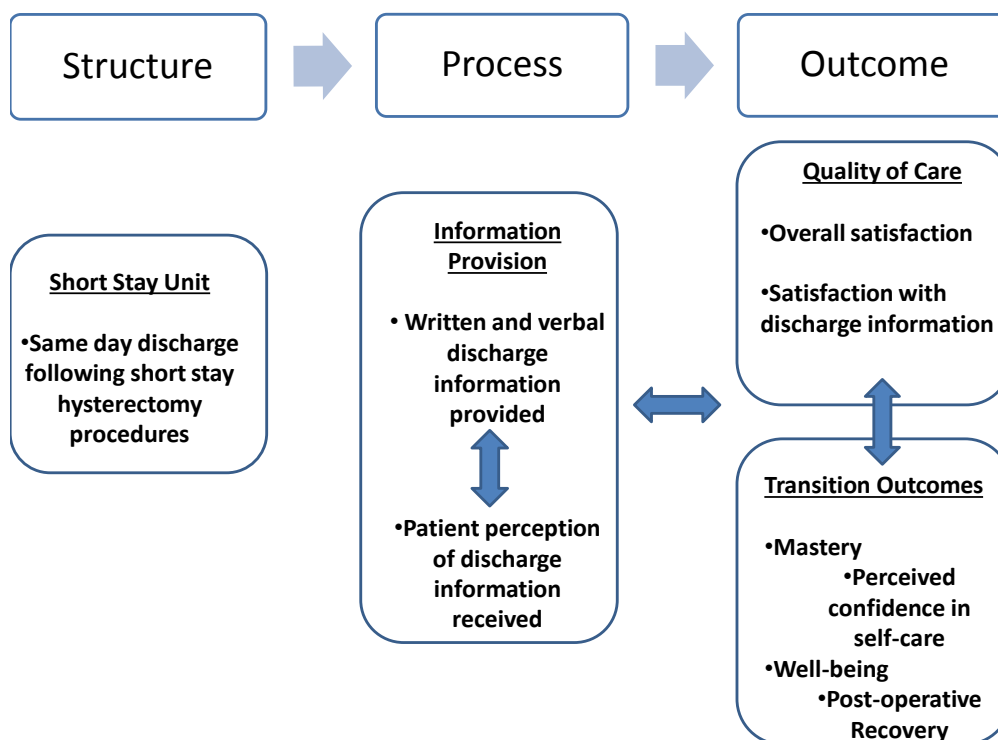 Structure
Process
Outcome
Short Stay Unit
•Same day discharge
following short stay
hysterectomy
procedures
Information
Provision
• Written and verbal
discharge
information
provided
•Patient perception
of discharge
information
received
Quality of Care
•Overall satisfaction
•Satisfaction with
discharge information
Transition Outcomes
•Mastery
•Perceived
confidence in
self-care
•Well-being
•Post-operative
Recovery